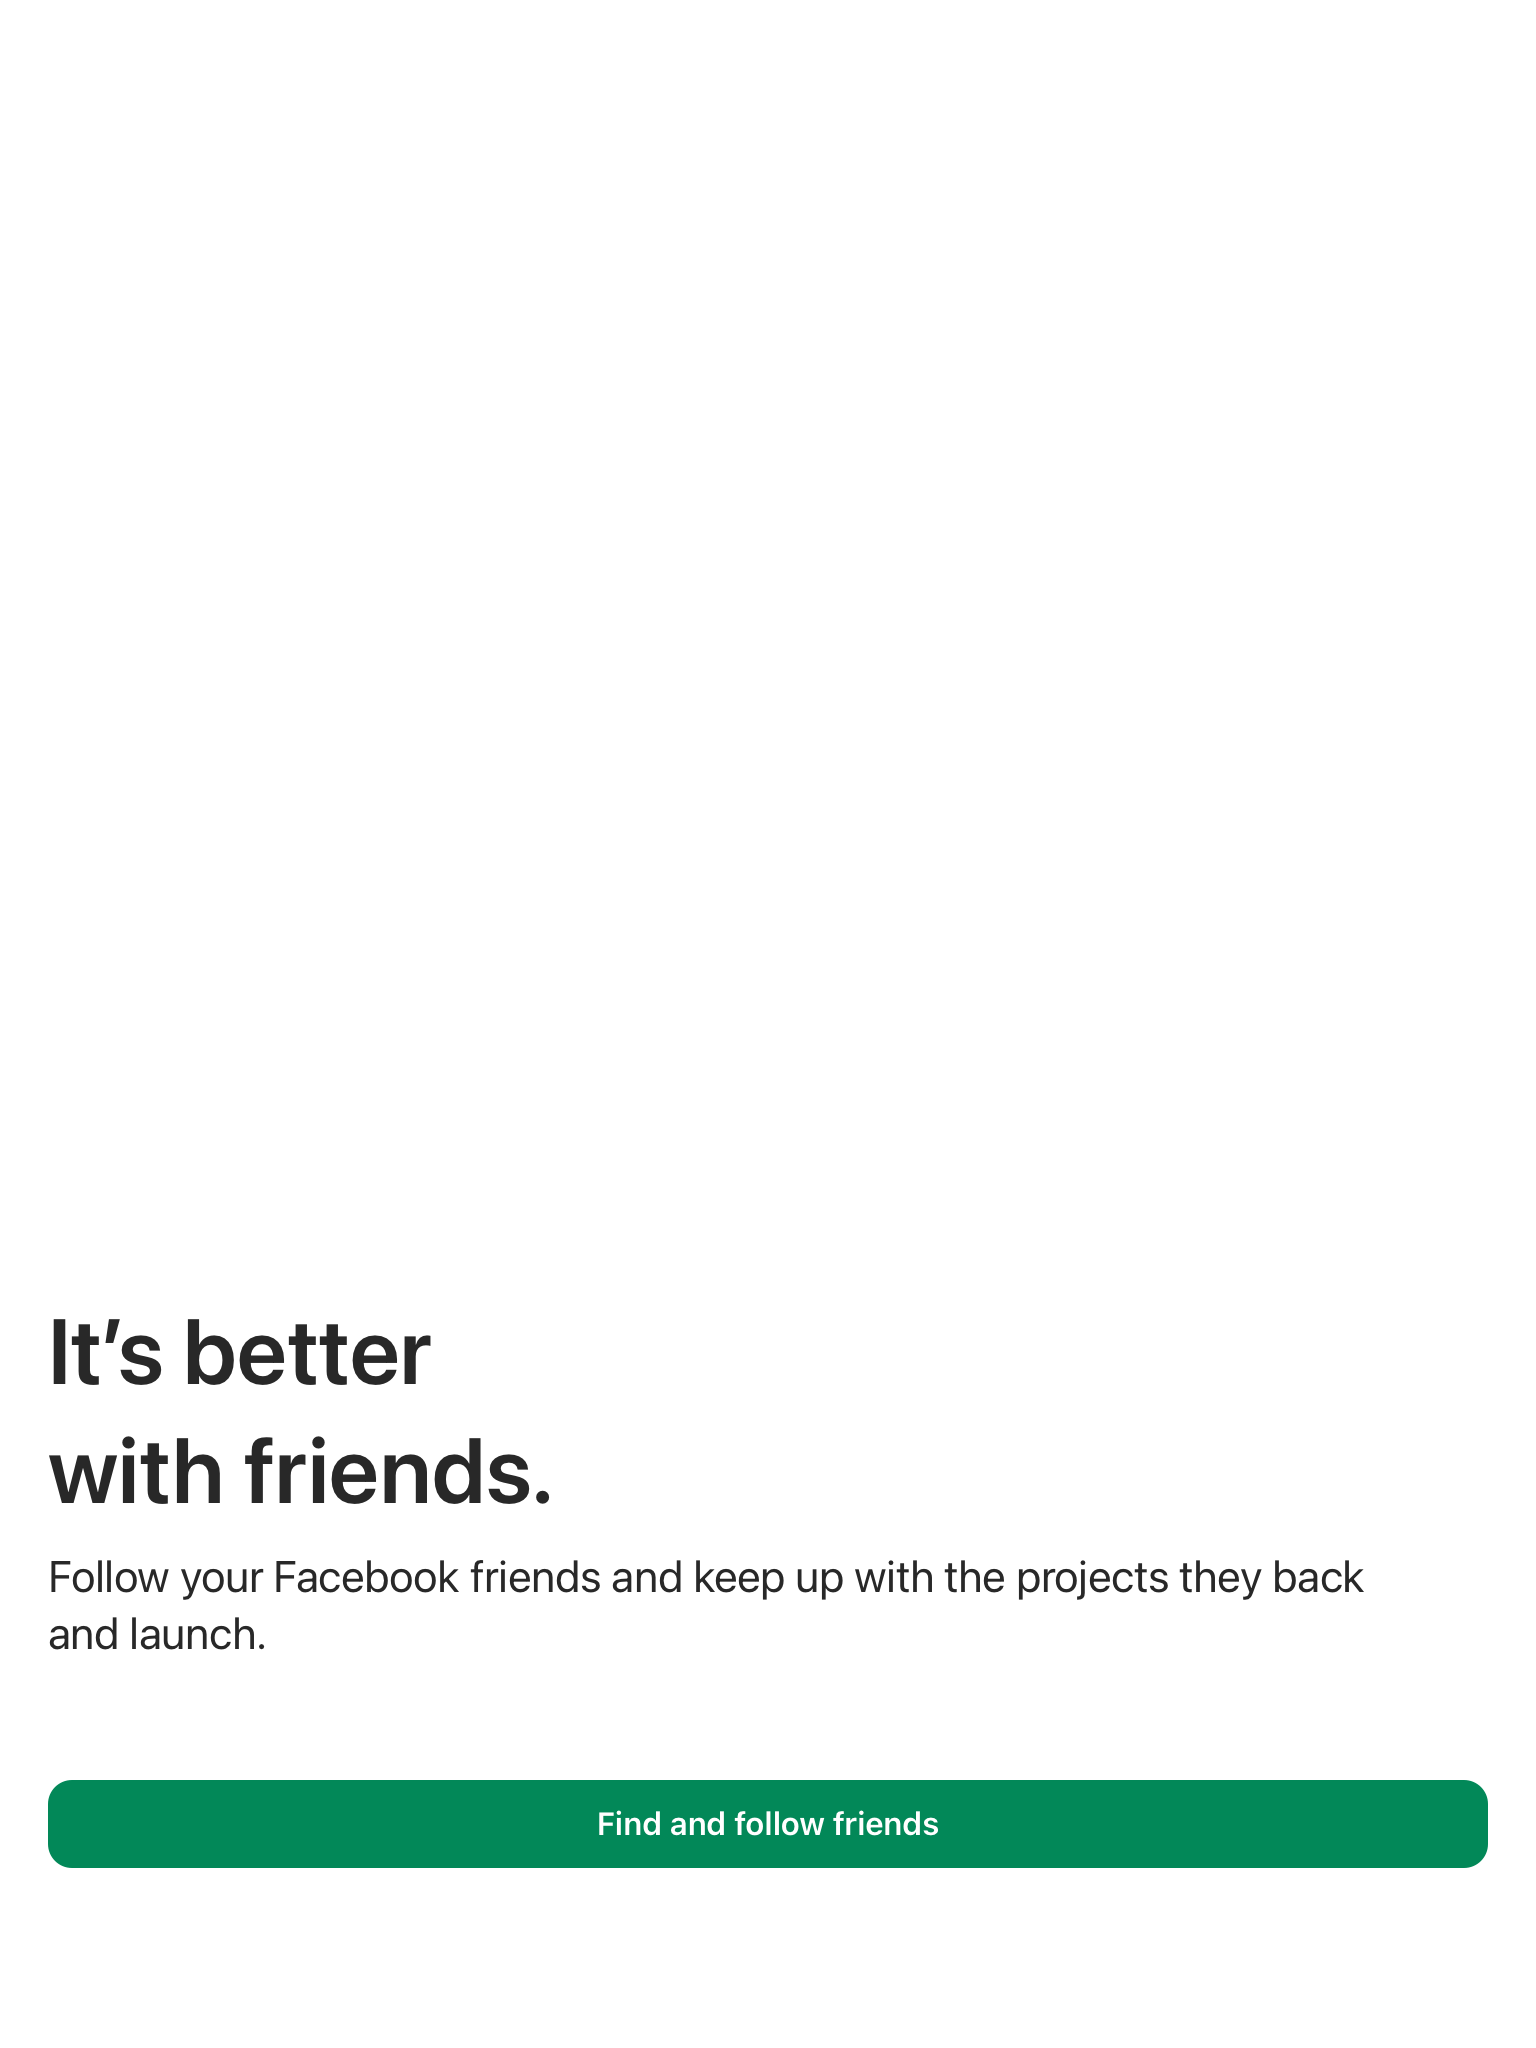 It’s better
with friends.
Follow your Facebook friends and keep up with the projects they back
and launch.
Find and follow friends